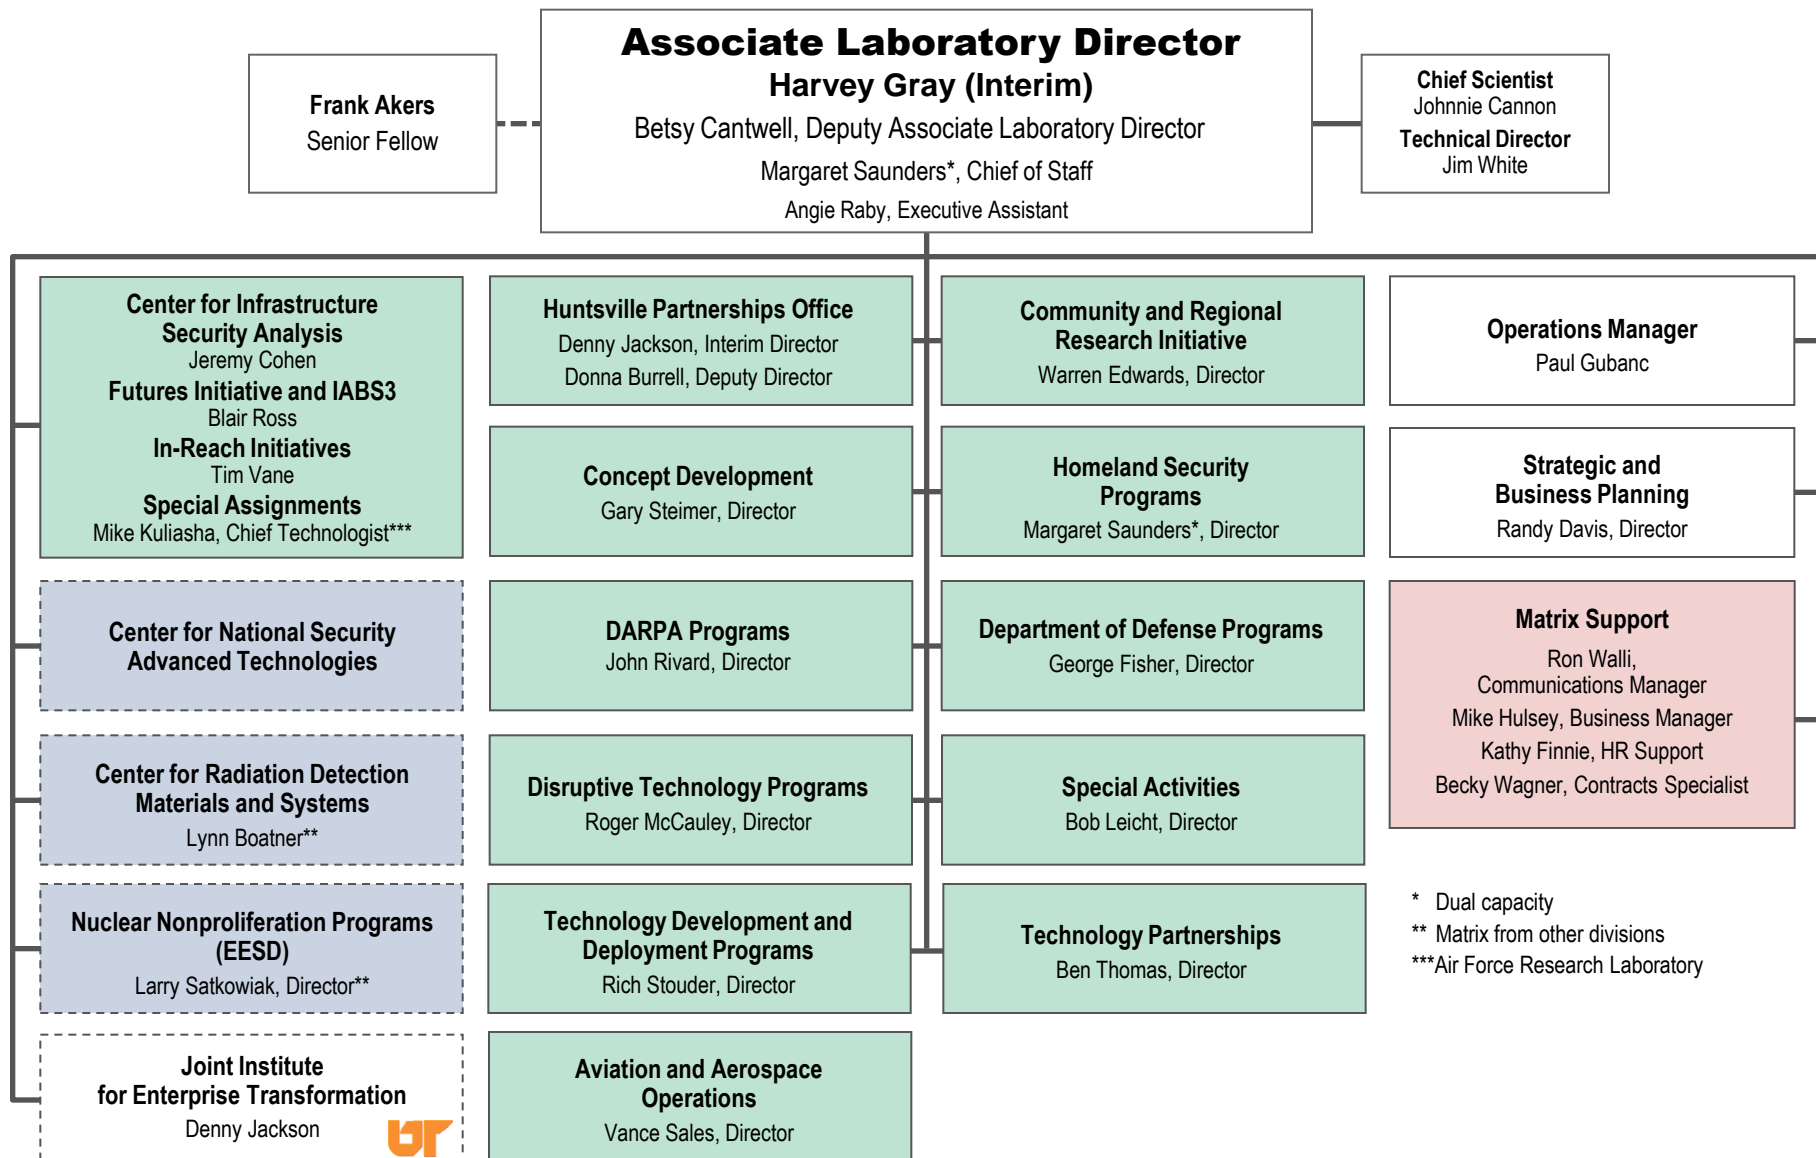 Associate Laboratory Director
Harvey Gray (Interim)
Betsy Cantwell, Deputy Associate Laboratory Director
Margaret Saunders*, Chief of Staff
Angie Raby, Executive Assistant
Frank Akers
Senior Fellow
Chief Scientist
Johnnie Cannon
Technical Director
Jim White
Center for Infrastructure
Security Analysis
Jeremy Cohen
Futures Initiative and IABS3
Blair Ross
In-Reach Initiatives
Tim Vane
Special Assignments
Mike Kuliasha, Chief Technologist***
Center for National Security
Advanced Technologies
Center for Radiation Detection
Materials and Systems
Lynn Boatner**
Nuclear Nonproliferation Programs
(EESD)
Larry Satkowiak, Director**
Joint Institute
for Enterprise Transformation
Denny Jackson
UT
Huntsville Partnerships Office
Denny Jackson, Interim Director
Donna Burrell, Deputy Director
Concept Development
Gary Steimer, Director
DARPA Programs
John Rivard, Director
Disruptive Technology Programs
Roger McCauley, Director
Technology Development and
Deployment Programs
Rich Stouder, Director
Aviation and Aerospace
Operations
Vance Sales, Director
Community and Regional
Research Initiative
Warren Edwards, Director
Homeland Security
Programs
Margaret Saunders*, Director
Department of Defense Programs
George Fisher, Director
Special Activities
Bob Leicht, Director
Technology Partnerships
Ben Thomas, Director
Operations Manager
Paul Gubanc
Strategic and
Business Planning
Randy Davis, Director
Matrix Support
Ron Walli,
Communications Manager
Mike Hulsey, Business Manager
Kathy Finnie, HR Support
Becky Wagner, Contracts Specialist
* Dual capacity
** Matrix from other divisions
***Air Force Research Laboratory